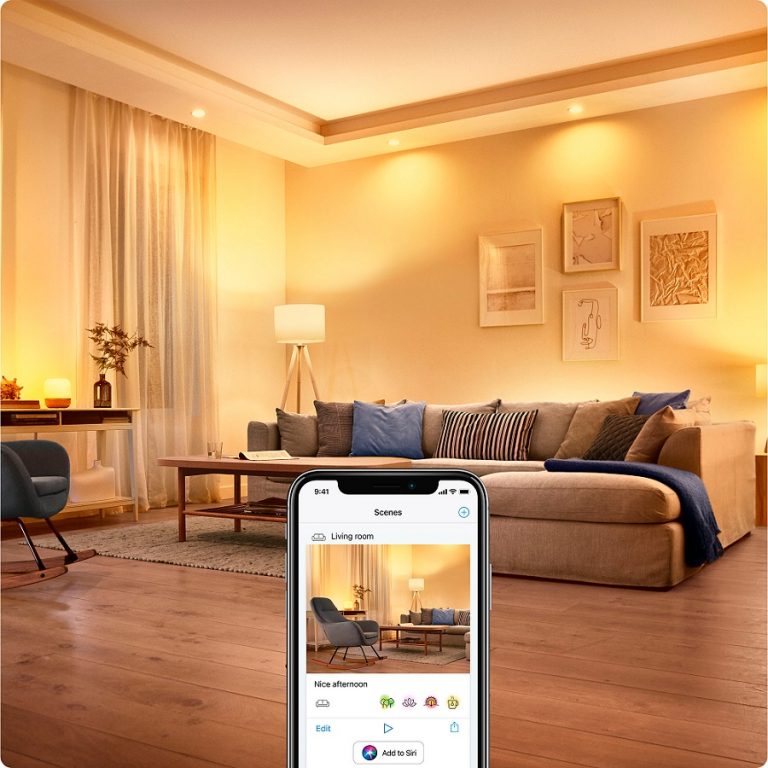 9:41
Scenes
Living room
Nice afternoon
Edit
Add to Siri